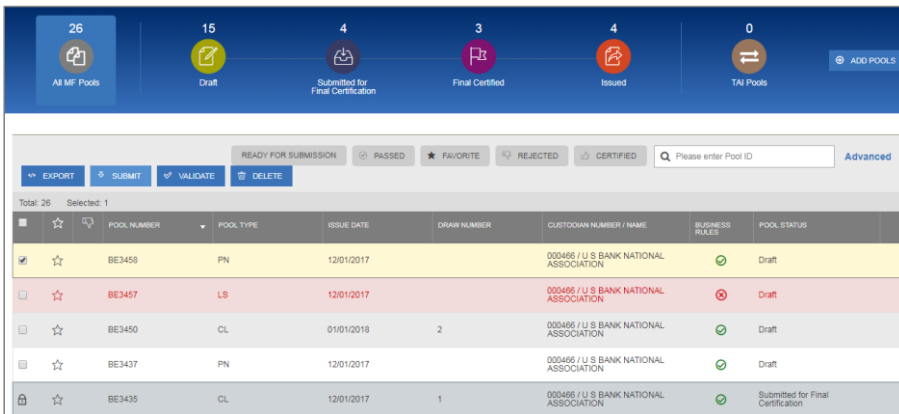 26 15 4 3 4 0
All MF Pools Draft Submitted for Final Certified Issued TAI Pools
Final Certification
ADD POOLS
READY FOR SUBMISSION PASSED FAVORITE REJECTED CERTIFIED Please enter Pool ID Advanced
EXPORT SUBMIT VALIDATE DELETE
Total: 26 Selected: 1
POOL NUMBER POOL TYPE ISSUE DATE DRAW NUMBER CUSTODIAN NUMBER / NAME BUSINESS POOL STATUS
RULES
BE3458 PN 12/01/2017 000466 / U S BANK NATIONAL Draft
ASSOCIATION
BE3457 LS 12/01/2017 000466 / U S BANK NATIONAL Draft
ASSOCIATION
BE3450 CL 01/01/2018 2 000466 / U S BANK NATIONAL Draft
ASSOCIATION
BE3437 PN 12/01/2017 000466 / U S BANK NATIONAL Draft
ASSOCIATION
BE3435 CL 12/01/2017 1 000466 / U S BANK NATIONAL Submitted for Final
ASSOCIATION Certification